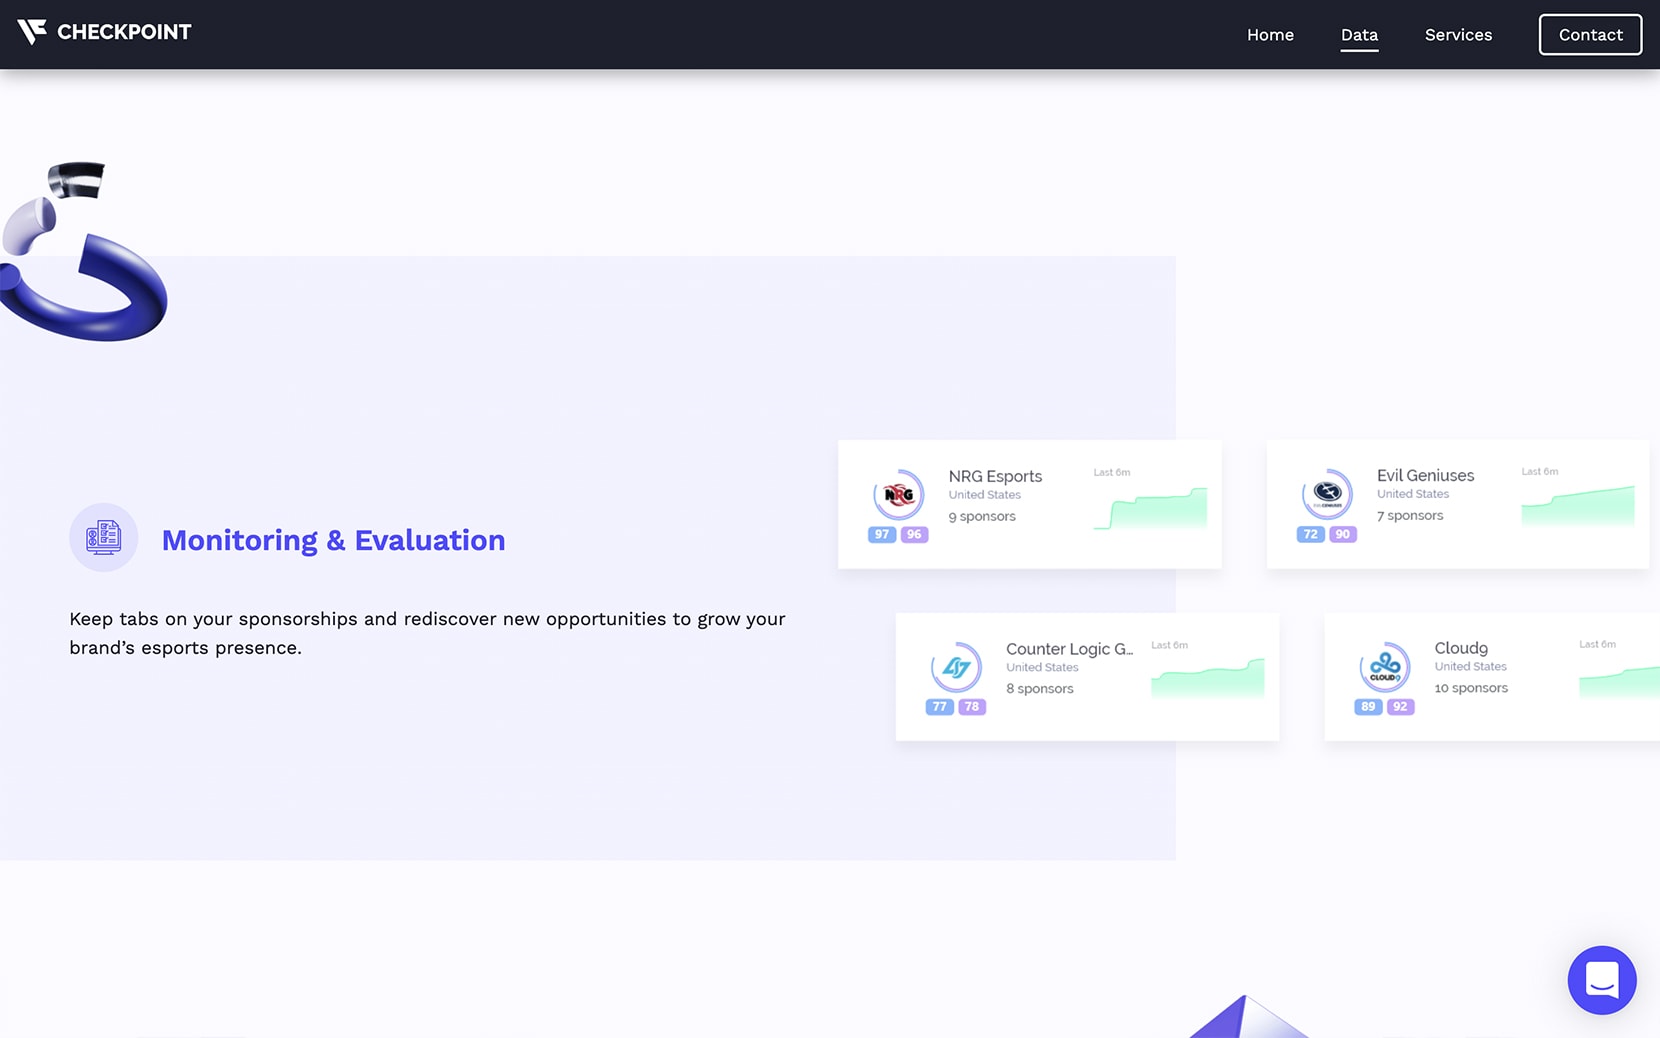 CHECKPOINT
Home
Data
Services
Contact
Monitoring & Evaluation
Keep tabs on your sponsorships and rediscover new opportunities to grow your
brand’s esports presence.
NRG
97 96
NRG Esports
United States
9 sponsors
Last 6m
72 90
Evil Geniuses
United States
7 sponsors
Last 6m
77 78
Counter Logic G...
United States
8 sponsors
Last 6m
CLOUD9
89 92
Cloud9
United States
10 sponsors
Last 6m